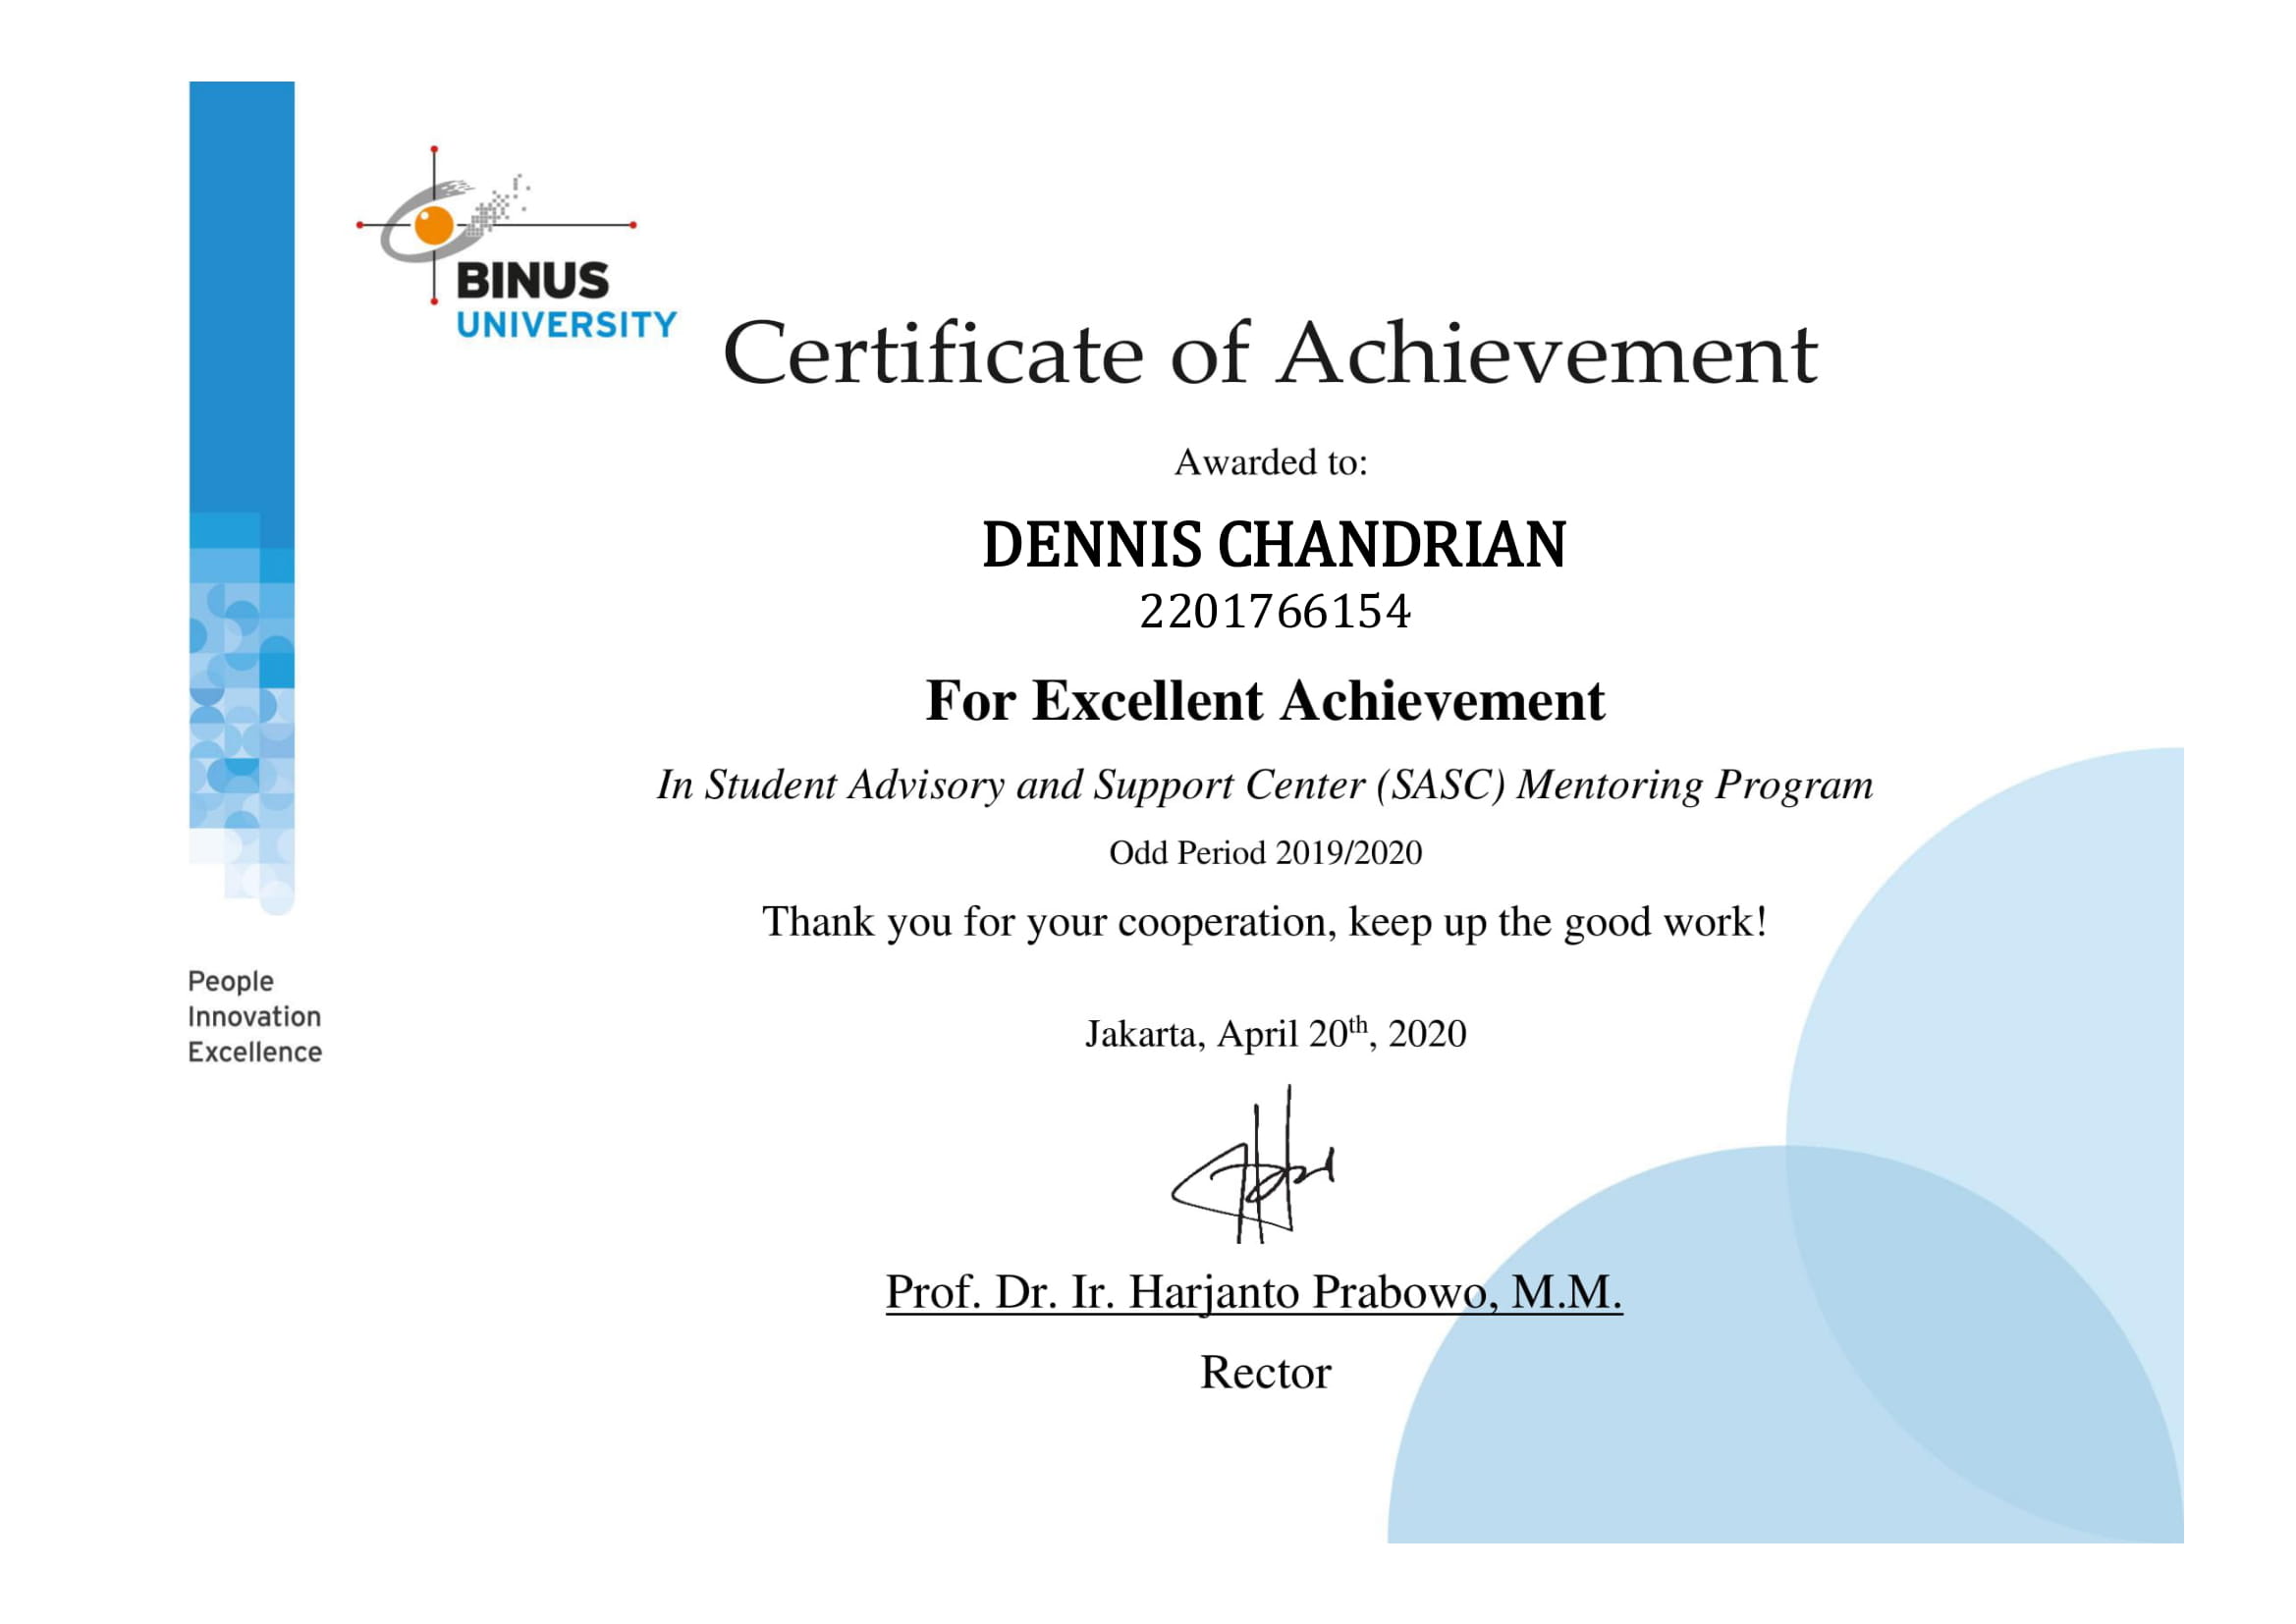 BINUS
UNIVERSITY
Certificate of Achievement
Awarded to:
DENNIS CHANDRIAN
2201766154
For Excellent Achievement
In Student Advisory and Support Center (SASC) Mentoring Program
Odd Period 2019/2020
Thank you for your cooperation, keep up the good work!
People
Innovation
Excellence
Jakarta, April 20th, 2020
Prof. Dr. Ir. Harjanto Prabowo, M.M.
Rector